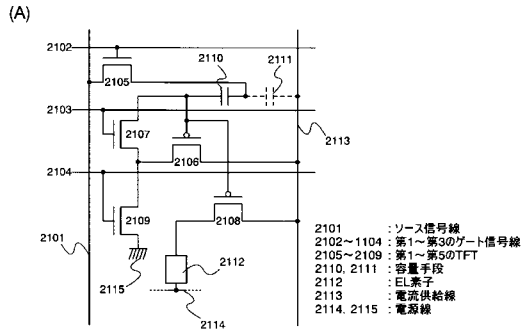 (A)
2102
2110
2111
2105
2103
2107
2106
2113
2104
2109
2108
2101
2112
2115
2114
2101 : ソース信号線
2102～1104 : 第1～第3のゲート信号線
2105～2109 : 第1～第5のTFT
2110, 2111 : 容量手段
2112 : EL素子
2113 : 電流供給線
2114, 2115 : 電源線